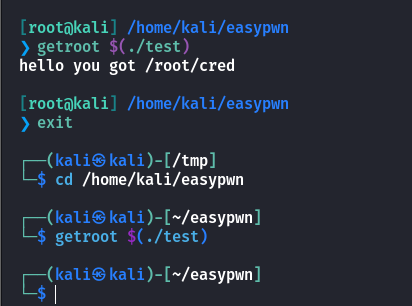 [root@kali] /home/kali/easypwn
❯ getroot $(./test)
hello you got /root/cred
[root@kali] /home/kali/easypwn
❯ exit
┌──(kali㉿kali)-[/tmp]
└─$ cd /home/kali/easypwn
┌──(kali㉿kali)-[~/easypwn]
└─$ getroot $(./test)
┌──(kali㉿kali)-[~/easypwn]
└─$